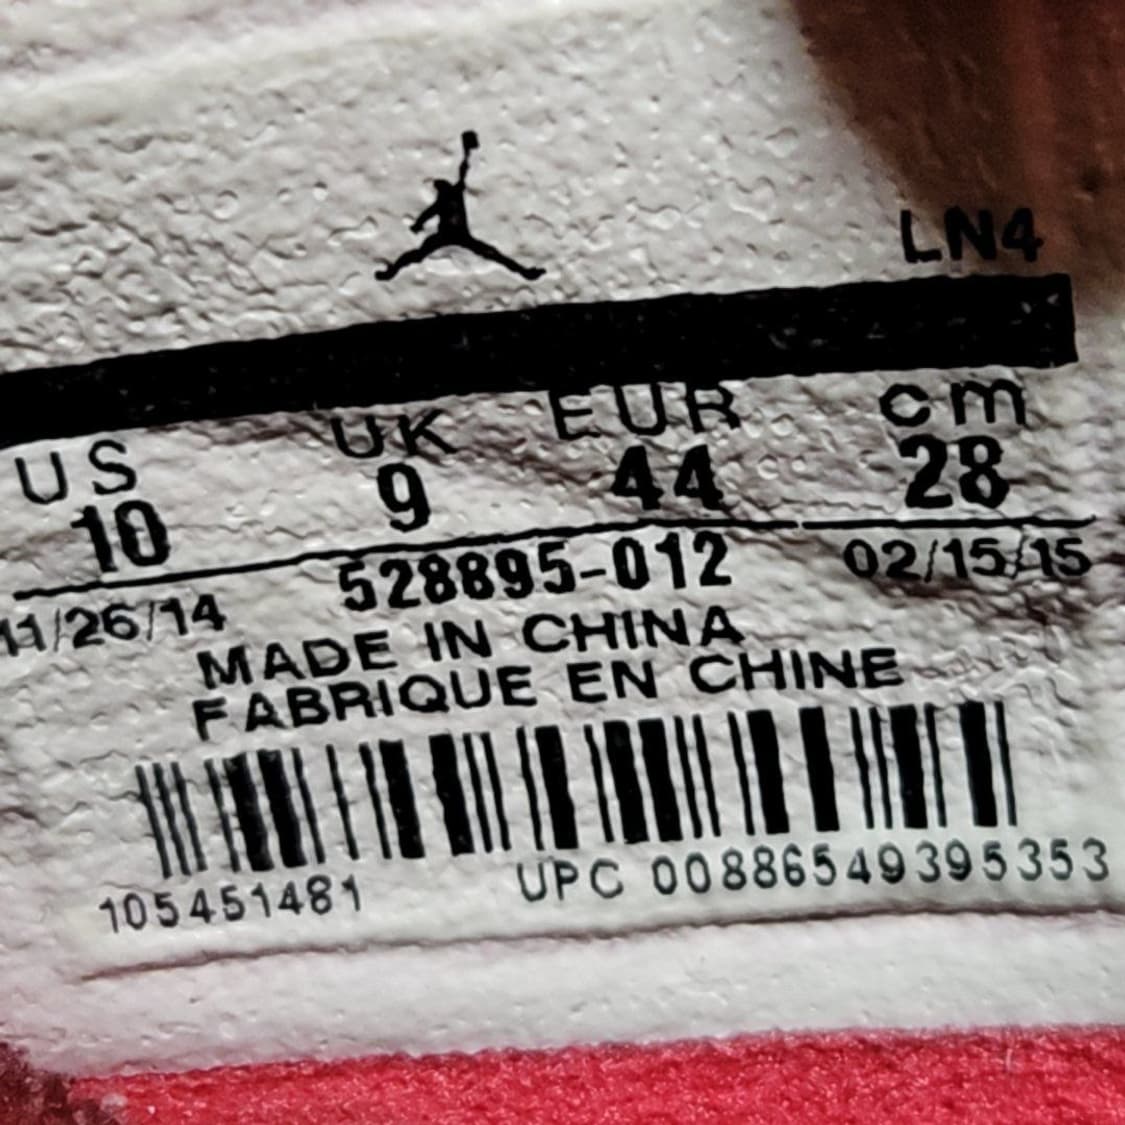 LN4
US UK EUR cm
10 9 44 28
11/26/14 528895-012 02/15/15
MADE IN CHINA
FABRIQUE EN CHINE
105451481 UPC 00886549395353